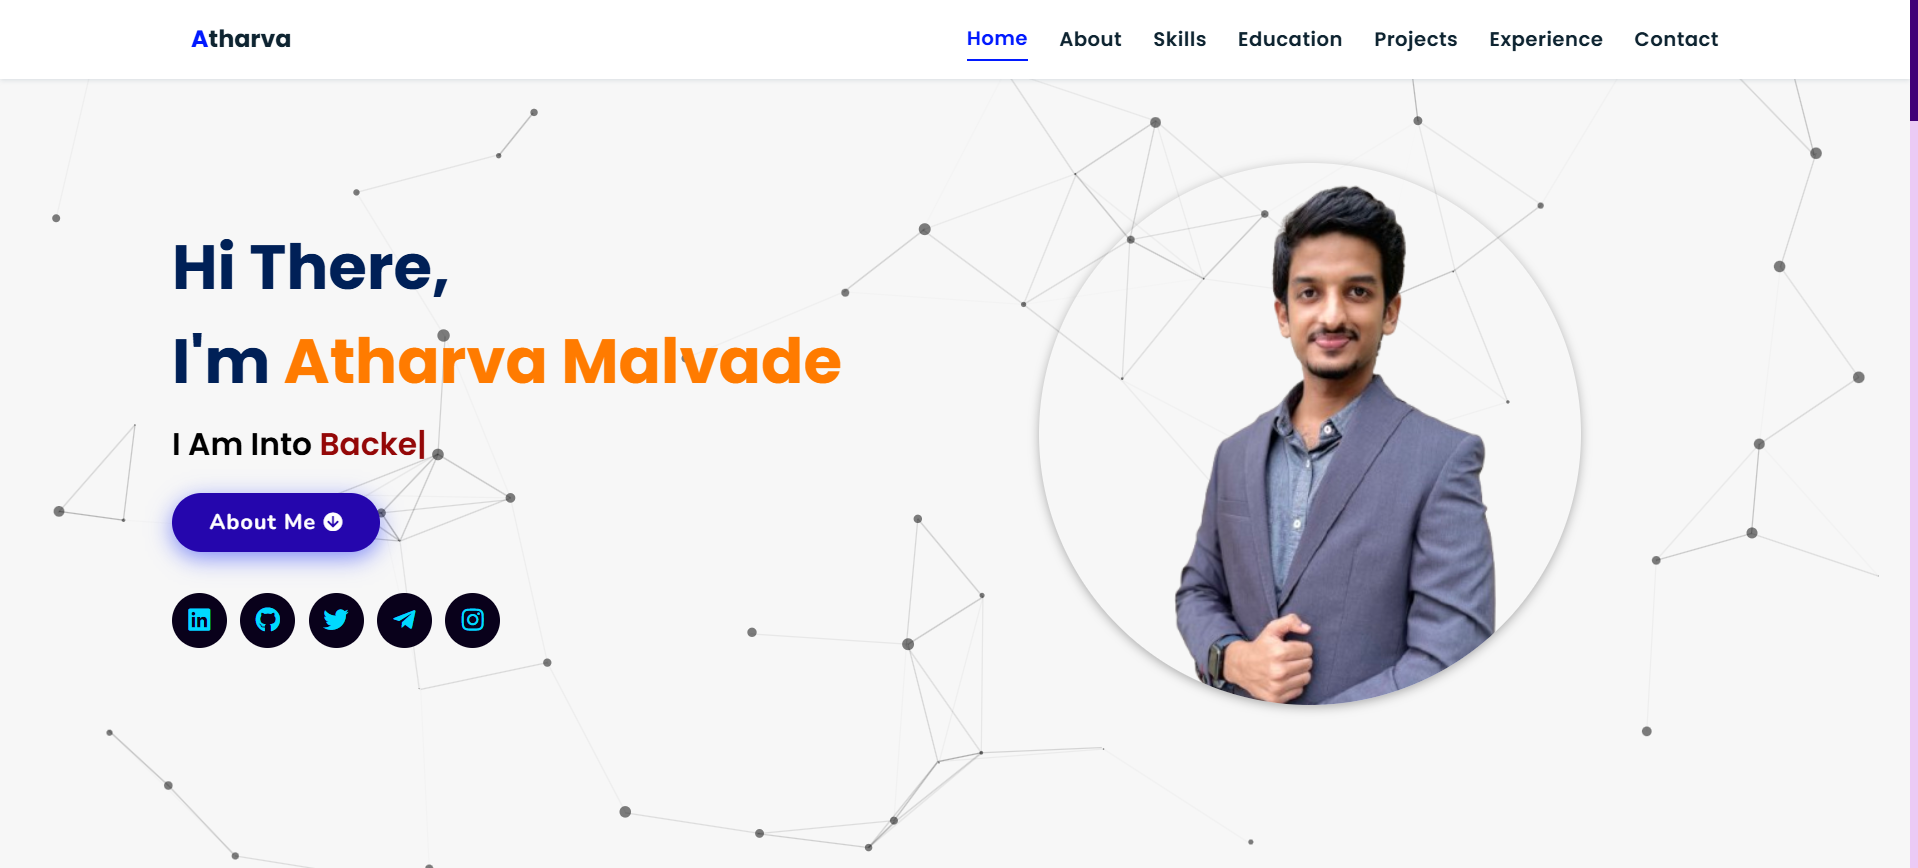 Atharva
Home About Skills Education Projects Experience Contact
Hi There,
I'm Atharva Malvade
I Am Into Backe|
About Me